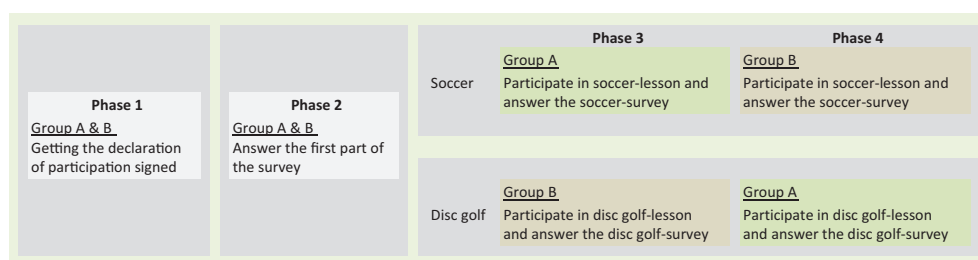 Phase 1
Group A & B
Getting the declaration
of participation signed
Phase 2
Group A & B
Answer the first part of
the survey
Phase 3
Phase 4
Soccer
Group A
Participate in soccer-lesson and
answer the soccer-survey
Group B
Participate in soccer-lesson and
answer the soccer-survey
Disc golf
Group B
Participate in disc golf-lesson
and answer the disc golf-survey
Group A
Participate in disc golf-lesson
and answer the disc golf-survey